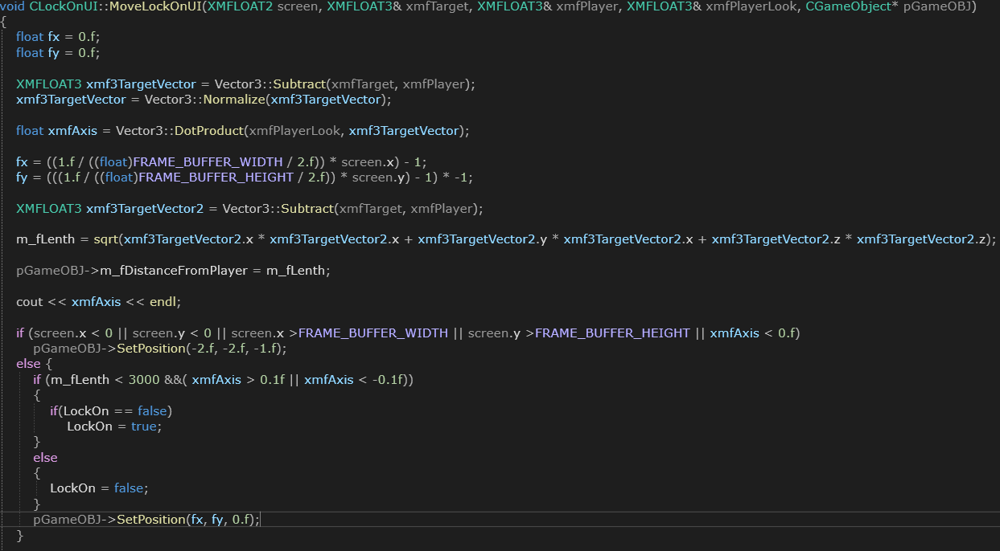 void CLockOnUI::MoveLockOnUI(XMFLOAT2 screen, XMFLOAT3& xmfTarget, XMFLOAT3& xmfPlayer, XMFLOAT3& xmfPlayerLook, CGameObject* pGameOBJ)
{
float fx = 0.f;
float fy = 0.f;
XMFLOAT3 xmf3TargetVector = Vector3::Subtract(xmfTarget, xmfPlayer);
xmf3TargetVector = Vector3::Normalize(xmf3TargetVector);
float xmfAxis = Vector3::DotProduct(xmfPlayerLook, xmf3TargetVector);
fx = ((1.f / ((float)FRAME_BUFFER_WIDTH / 2.f)) * screen.x) - 1;
fy = (((1.f / ((float)FRAME_BUFFER_HEIGHT / 2.f)) * screen.y) - 1) * -1;
XMFLOAT3 xmf3TargetVector2 = Vector3::Subtract(xmfTarget, xmfPlayer);
m_fLenth = sqrt(xmf3TargetVector2.x * xmf3TargetVector2.x + xmf3TargetVector2.y * xmf3TargetVector2.x + xmf3TargetVector2.z * xmf3TargetVector2.z);
pGameOBJ->m_fDistanceFromPlayer = m_fLenth;
cout << xmfAxis << endl;
if (screen.x < 0 || screen.y < 0 || screen.x >FRAME_BUFFER_WIDTH || screen.y >FRAME_BUFFER_HEIGHT || xmfAxis < 0.f)
pGameOBJ->SetPosition(-2.f, -2.f, -1.f);
else {
if (m_fLenth < 3000 &&( xmfAxis > 0.1f || xmfAxis < -0.1f))
{
if(LockOn == false)
LockOn = true;
}
else
{
LockOn = false;
}
pGameOBJ->SetPosition(fx, fy, 0.f);
}